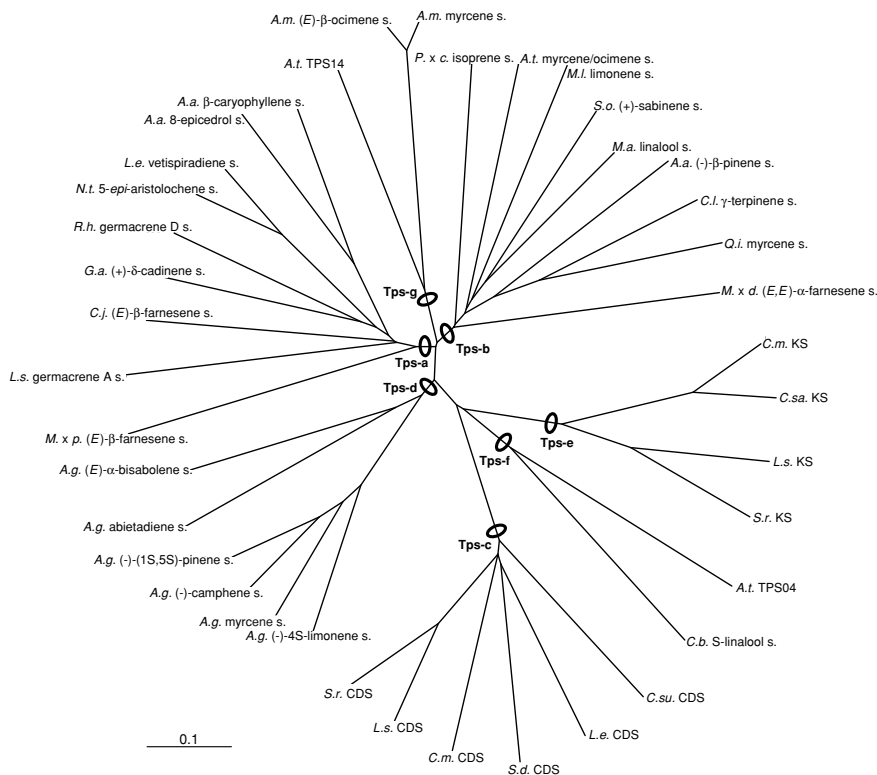 A.m. (E)-β-ocimene s.
A.m. myrcene s.
A.t. TPS14
P. x c. isoprene s.
A.t. myrcene/ocimene s.
M.l. limonene s.
A.a. β-caryophyllene s.
A.a. 8-epicedrol s.
S.o. (+)-sabinene s.
L.e. vetispiradiene s.
M.a. linalool s.
A.a. (-)-β-pinene s.
N.t. 5-epi-aristolochene s.
C.l. γ-terpinene s.
R.h. germacrene D s.
Q.i. myrcene s.
G.a. (+)-δ-cadinene s.
Tps-g
M. x d. (E,E)-α-farnesene s.
C.j. (E)-β-farnesene s.
Tps-b
C.m. KS
Tps-a
L.s. germacrene A s.
Tps-d
C.sa. KS
M. x p. (E)-β-farnesene s.
Tps-e
Tps-f
L.s. KS
A.g. (E)-α-bisabolene s.
S.r. KS
A.g. abietadiene s.
Tps-c
A.g. (-)-(1S,5S)-pinene s.
A.t. TPS04
A.g. (-)-camphene s.
A.g. myrcene s.
A.g. (-)-4S-limonene s.
C.b. S-linalool s.
S.r. CDS
C.su. CDS
L.s. CDS
L.e. CDS
0.1
C.m. CDS
S.d. CDS